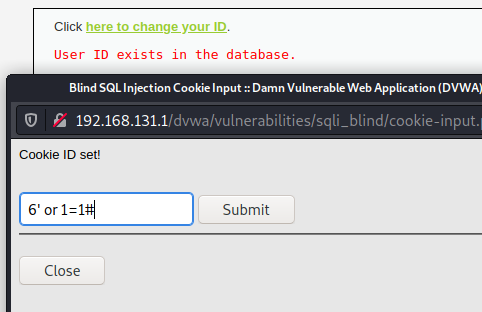 Click here to change your ID.
User ID exists in the database.
Blind SQL Injection Cookie Input :: Damn Vulnerable Web Application (DVWA)
192.168.131.1/dvwa/vulnerabilities/sqli_blind/cookie-input.
Cookie ID set!
6' or 1=1#
Submit
Close